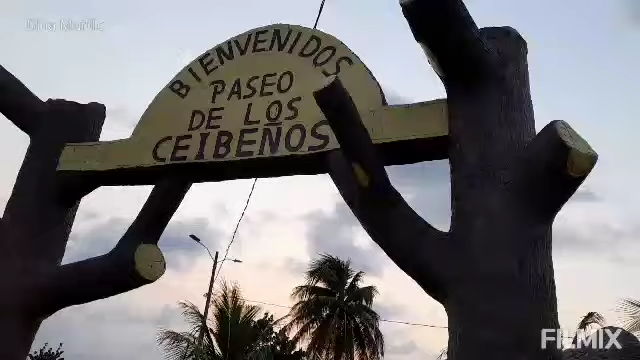 BIENVENIDOS
PASEO
DE LOS
CEIBEÑOS
FILMIX